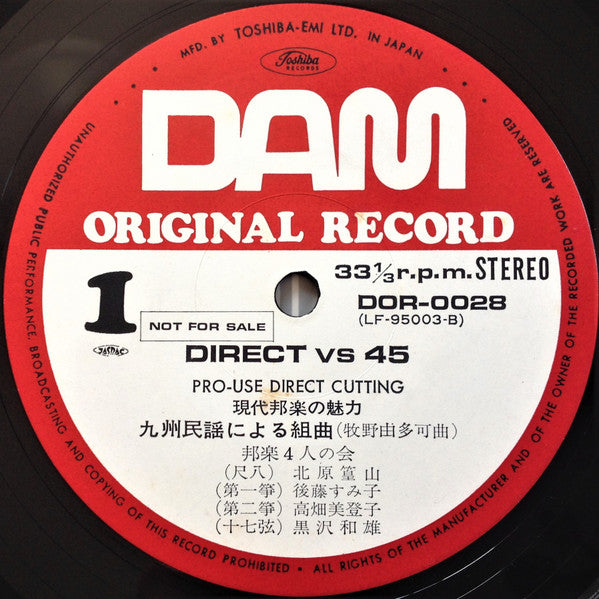 MFD. BY TOSHIBA-EMI LTD. IN JAPAN
Toshiba
RECORDS
DAM
ORIGINAL RECORD
33⅓r.p.m. STEREO
1
DOR-0028
(LF-95003-B)
NOT FOR SALE
JASRAC
DIRECT vs 45
PRO-USE DIRECT CUTTING
現代邦楽の魅力
九州民謡による組曲(牧野由多可曲)
邦楽4人の会
(尺八) 北原篁山
(第一箏) 後藤すみ子
(第二箏) 高畑美登子
(十七弦) 黒沢和雄
UNAUTHORIZED PUBLIC PERFORMANCE, BROADCASTING AND COPYING OF THIS RECORD PROHIBITED • ALL RIGHTS OF THE MANUFACTURER AND OF THE OWNER OF THE RECORDED WORK ARE RESERVED